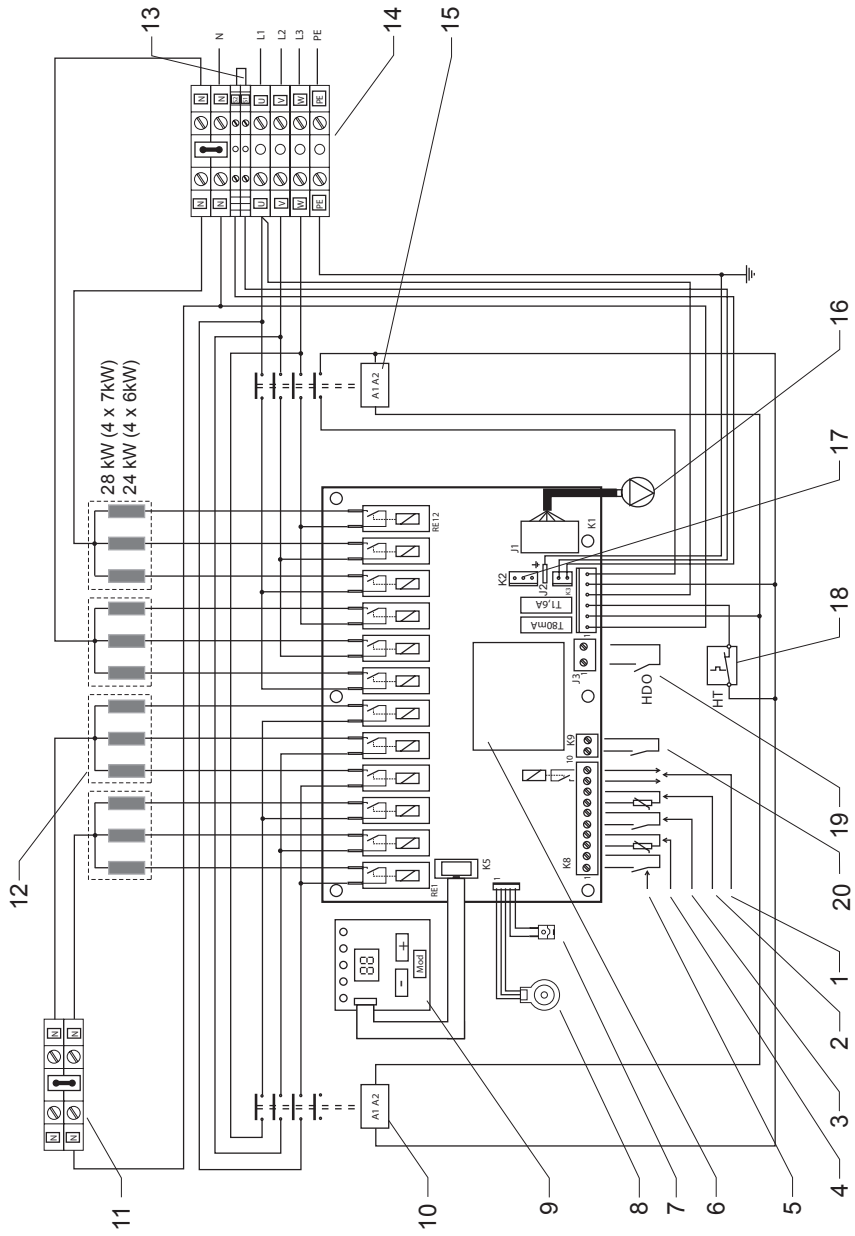 13
N
L1
L2
L3
PE
14
15
N
N
U
V
W
PE
N
N
U
V
W
PE
28 kW (4 x 7kW)
24 kW (4 x 6kW)
12
A1 A2
16
17
RE12
J1
K1
K2
J2
K3
T1,6A
T80mA
1
J3
1
HDO
HT
18
19
K9
10
K8
1
20
K5
RE1
1
88
+
-
Mod
N
N
N
N
11
A1 A2
10
9
8
7
6
5
4
3
2
1